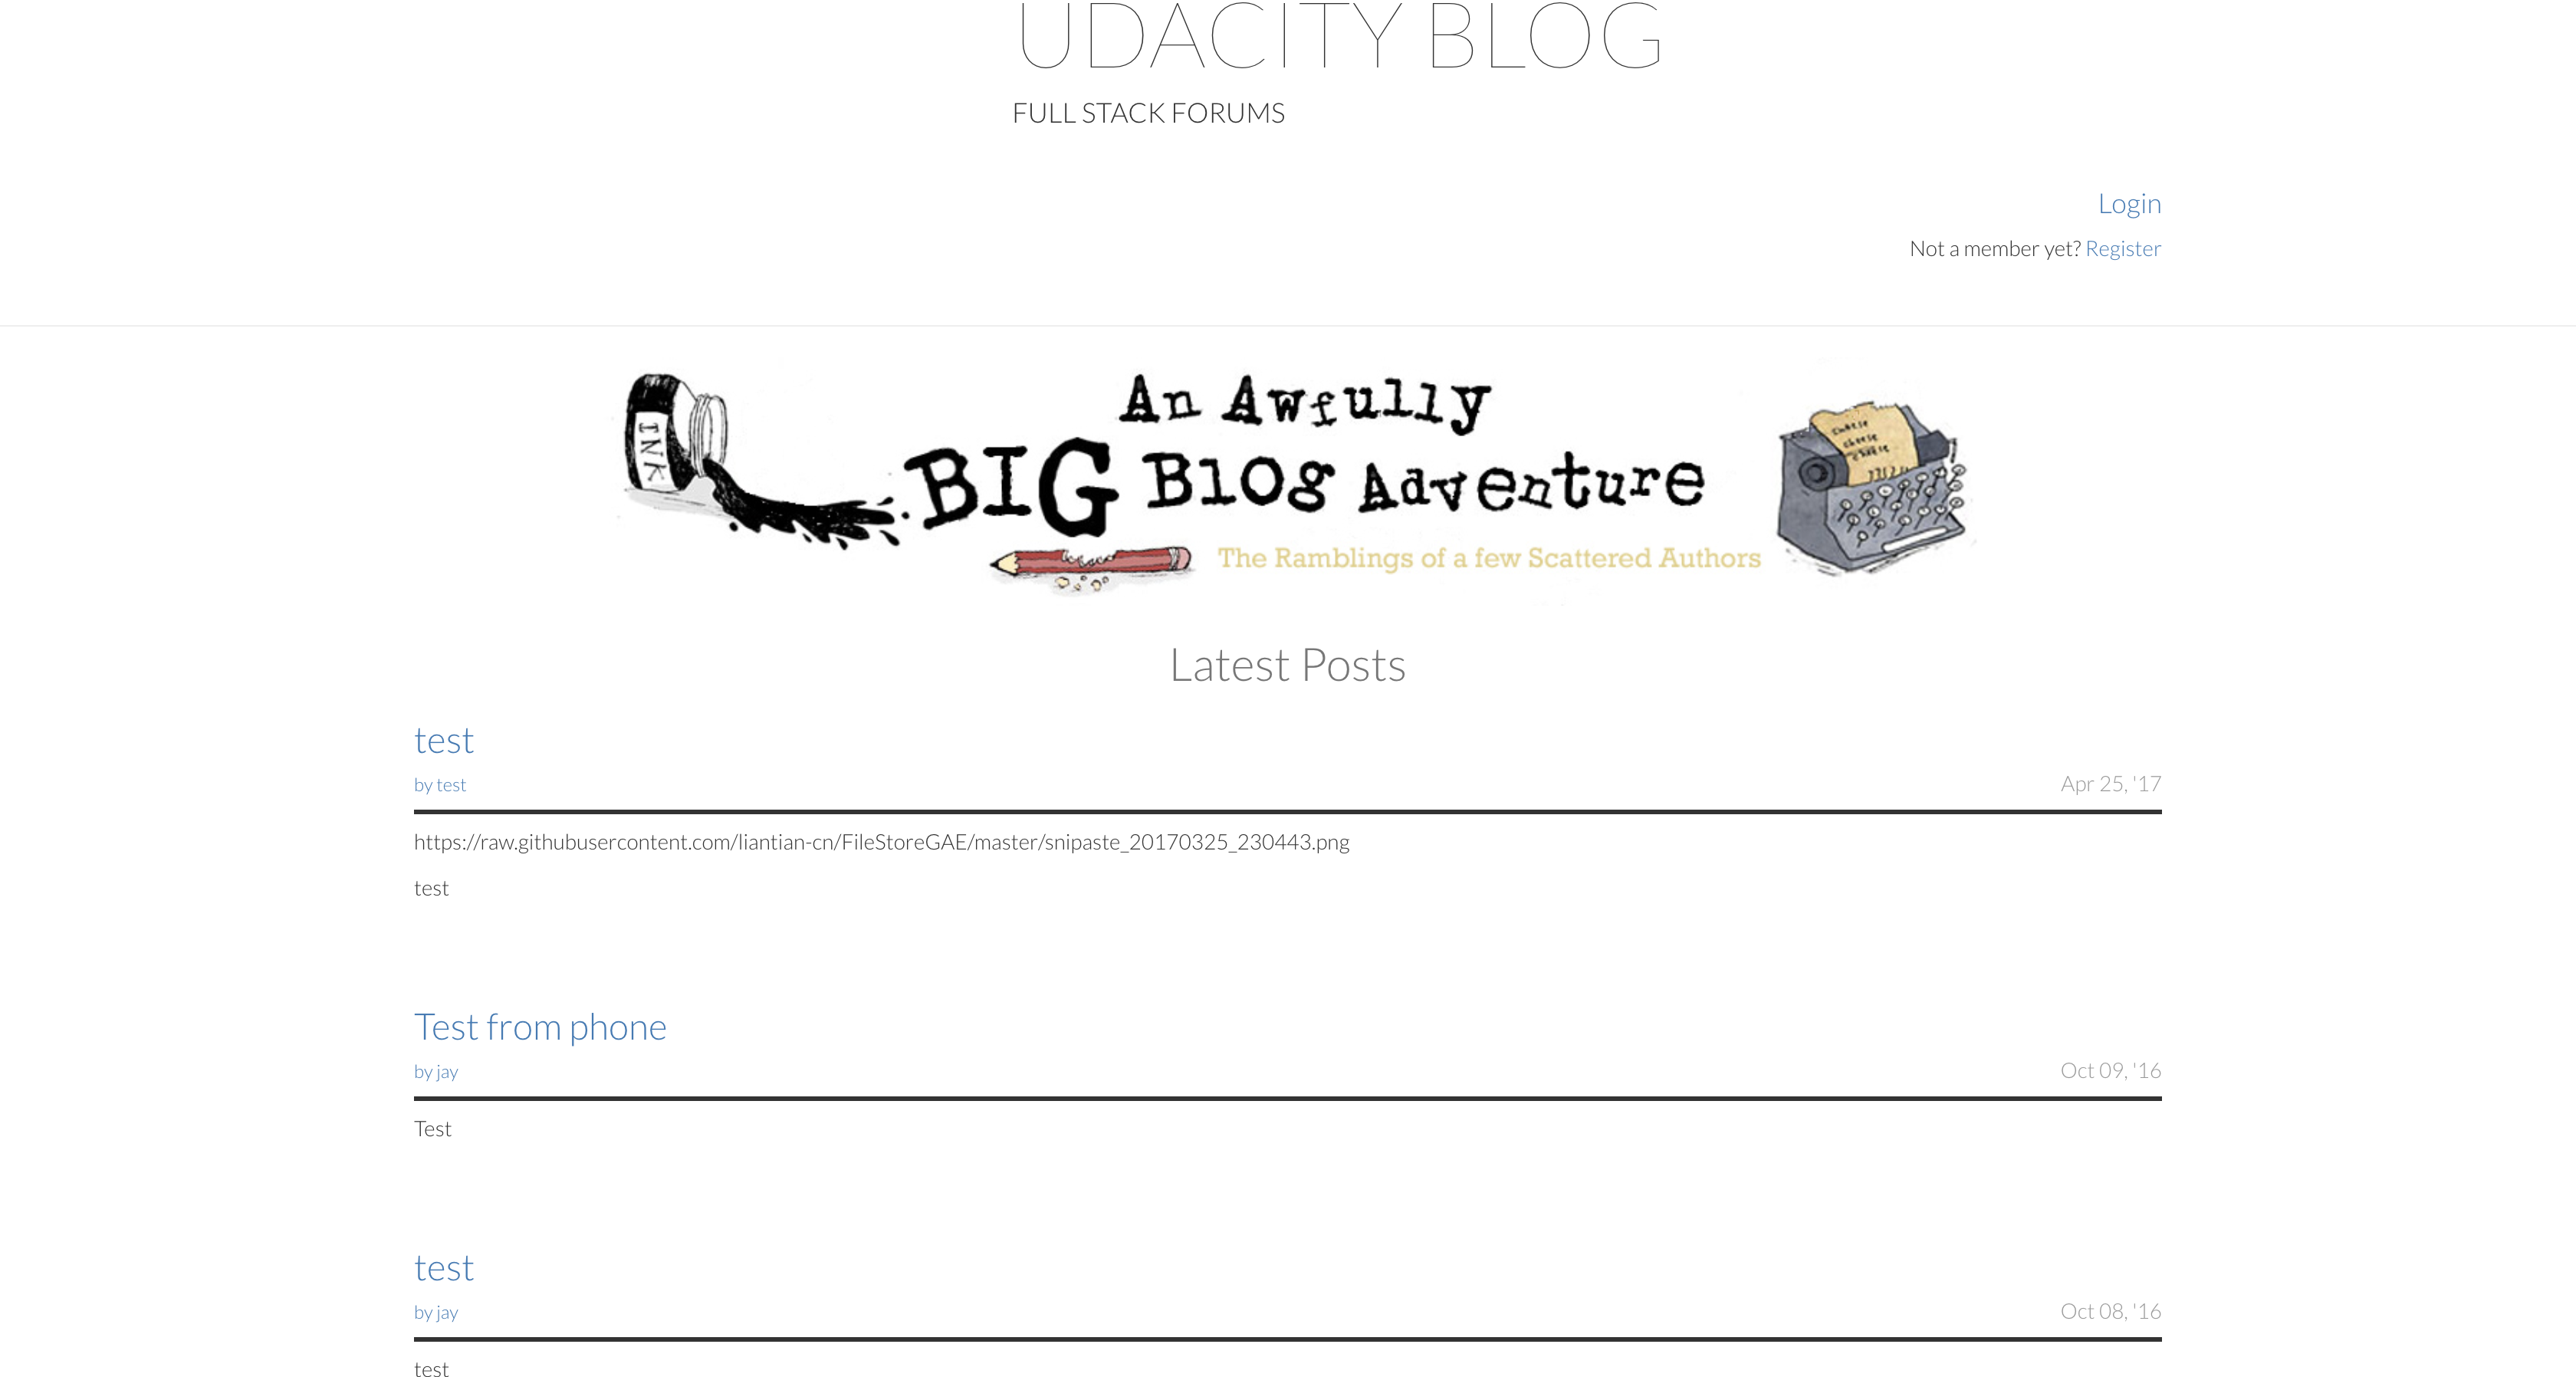 UDACITY BLOG
FULL STACK FORUMS
Login
Not a member yet? Register
INK
An Awfully
BIG Blog Adventure
The Ramblings of a few Scattered Authors
cheese
cheese
cheese
Latest Posts
test
by test
Apr 25, '17
https://raw.githubusercontent.com/liantian-cn/FileStoreGAE/master/snipaste_20170325_230443.png
test
Test from phone
by jay
Oct 09, '16
Test
test
by jay
Oct 08, '16
test